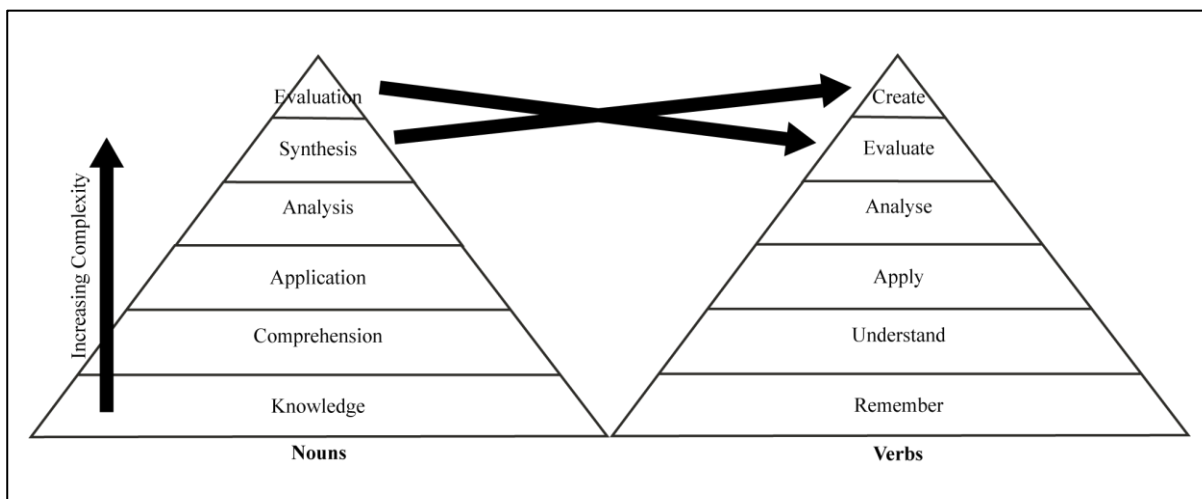 Evaluation
Synthesis
Analysis
Application
Comprehension
Knowledge
Nouns
Increasing Complexity
Create
Evaluate
Analyse
Apply
Understand
Remember
Verbs